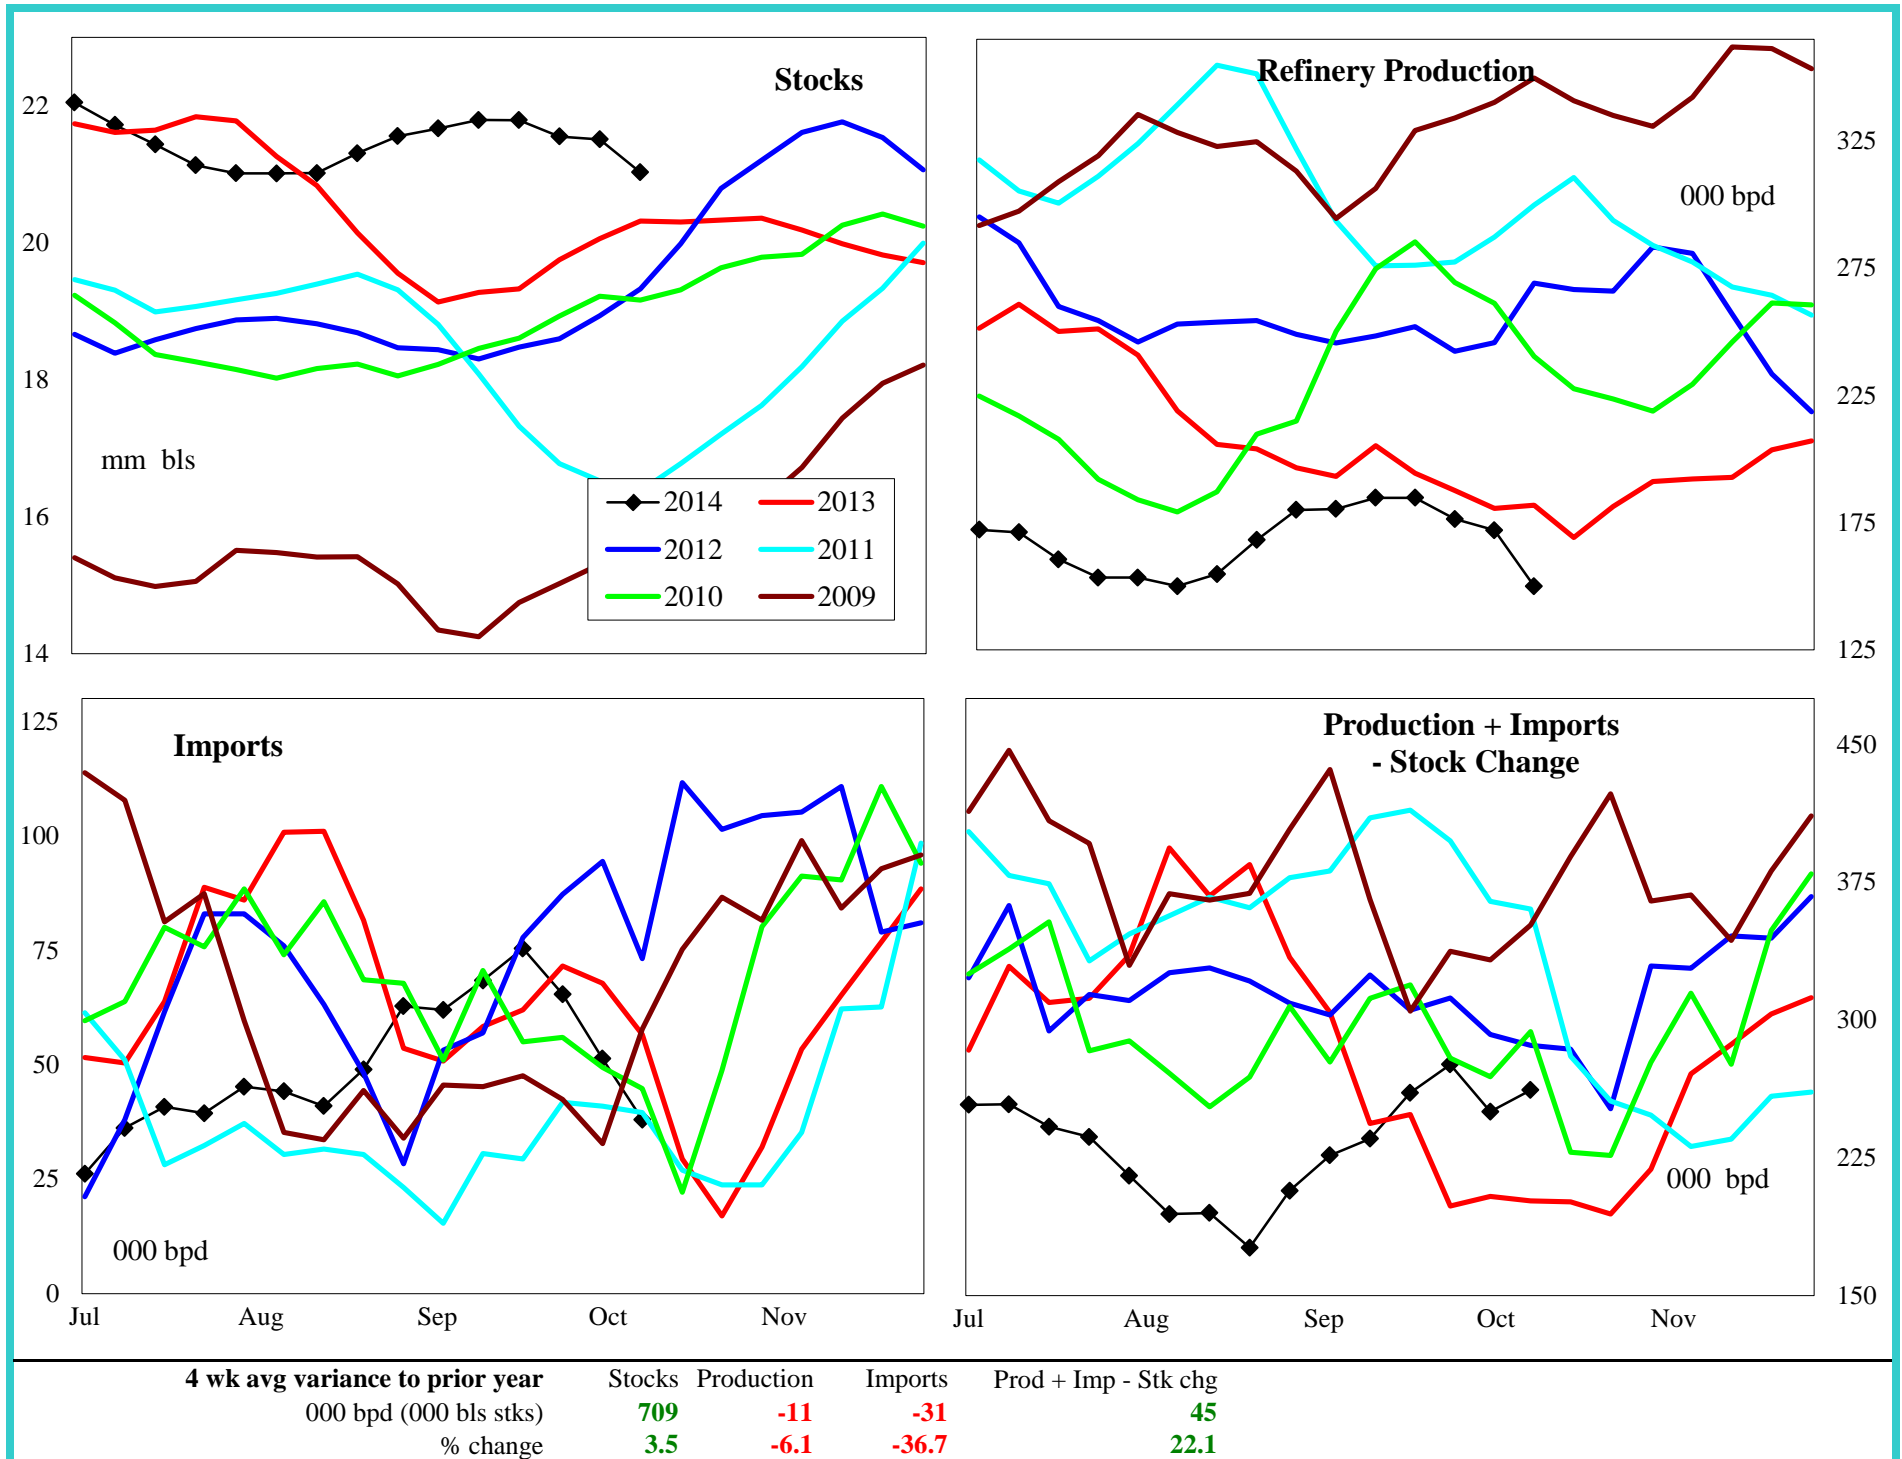 Stocks
22
20
18
16
14
mm bls
2014
2013
2012
2011
2010
2009
Refinery Production
000 bpd
325
275
225
175
125
Imports
125
100
75
50
25
0
000 bpd
Jul Aug Sep Oct Nov
Production + Imports
- Stock Change
450
375
300
225
150
000 bpd
Jul Aug Sep Oct Nov
4 wk avg variance to prior year Stocks Production Imports Prod + Imp - Stk chg
000 bpd (000 bls stks) 709 -11 -31 45
% change 3.5 -6.1 -36.7 22.1